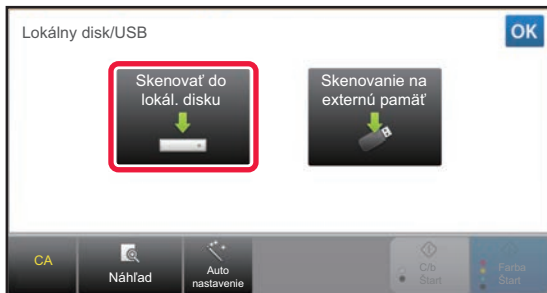 Lokálny disk/USB
OK
Skenovať do
lokál. disku
Skenovanie na
externú pamäť
CA
Náhľad
Auto
nastavenie
C/b
Štart
Farba
Štart